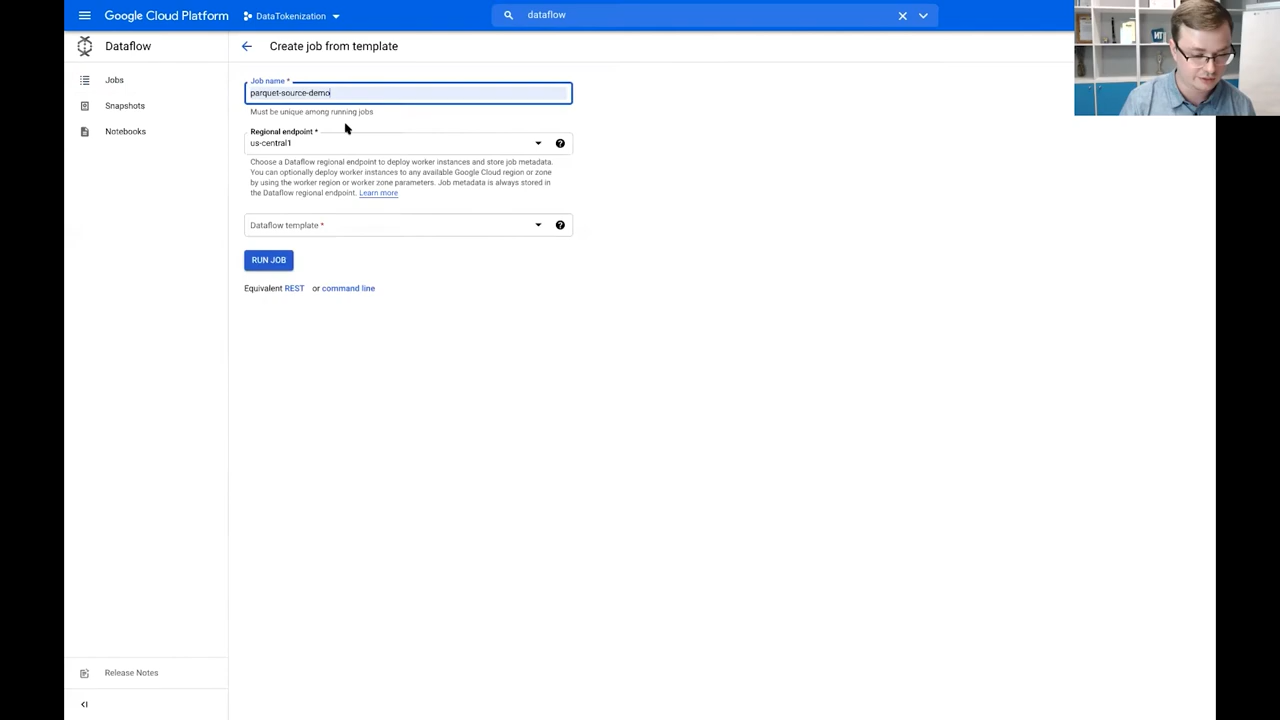 Google Cloud Platform
DataTokenization
dataflow
Dataflow
Create job from template
Jobs
Snapshots
Notebooks
Job name *
parquet-source-demo
Must be unique among running jobs
Regional endpoint *
us-central1
Choose a Dataflow regional endpoint to deploy worker instances and store job metadata.
You can optionally deploy worker instances to any available Google Cloud region or zone
by using the worker region or worker zone parameters. Job metadata is always stored in
the Dataflow regional endpoint. Learn more
Dataflow template *
RUN JOB
Equivalent REST or command line
Release Notes